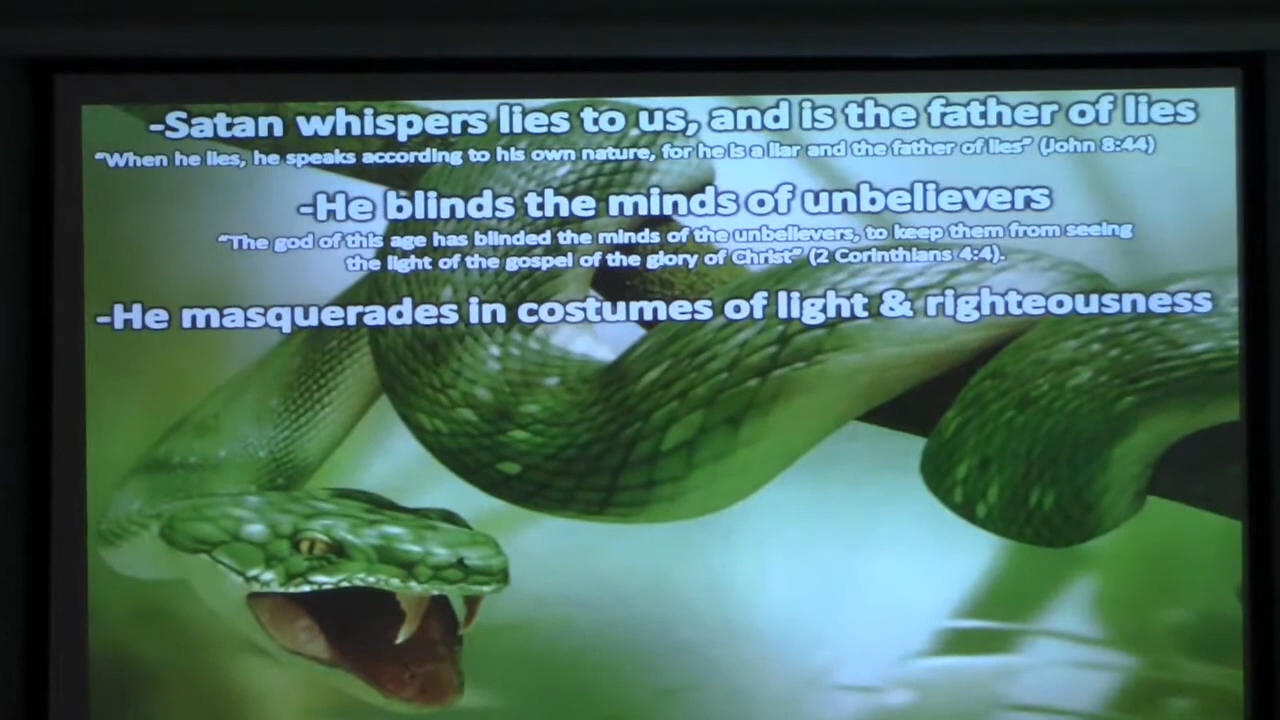 -Satan whispers lies to us, and is the father of lies
"When he lies, he speaks according to his own nature, for he is a liar and the father of lies" (John 8:44)
-He blinds the minds of unbelievers
"The god of this age has blinded the minds of the unbelievers, to keep them from seeing
the light of the gospel of the glory of Christ" (2 Corinthians 4:4).
-He masquerades in costumes of light & righteousness